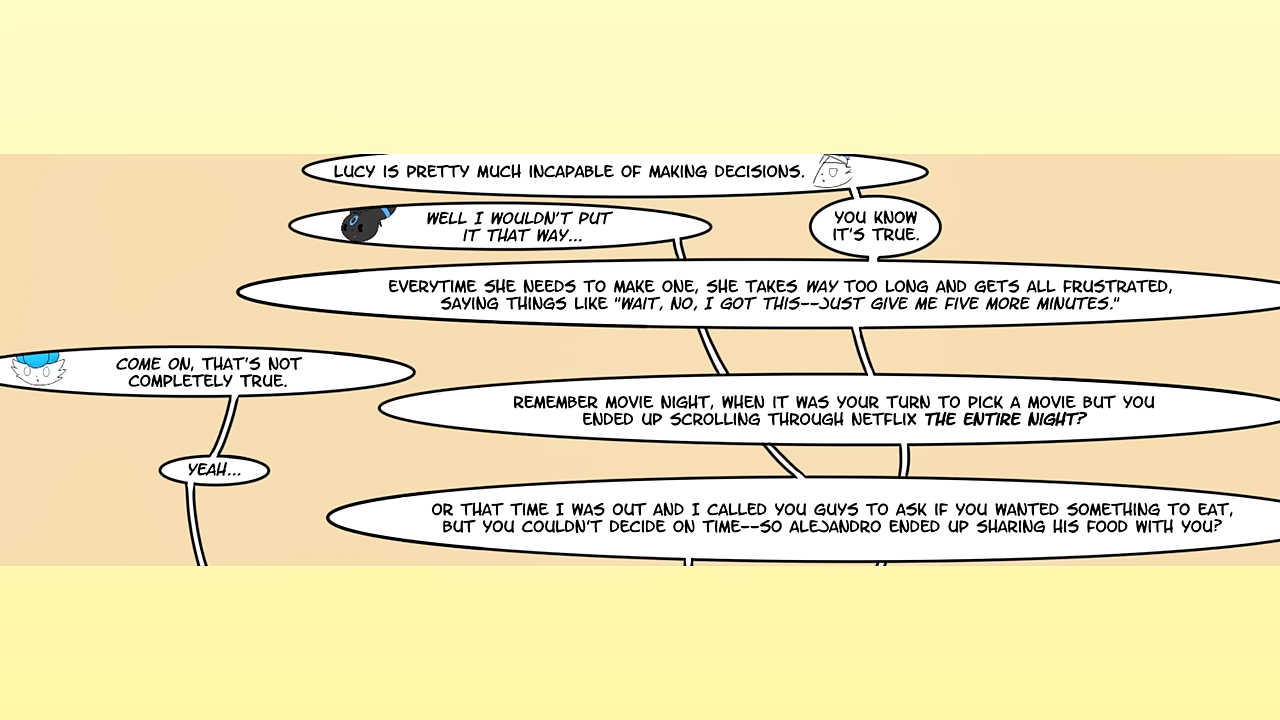 LUCY IS PRETTY MUCH INCAPABLE OF MAKING DECISIONS.
WELL I WOULDN'T PUT
IT THAT WAY...
YOU KNOW
IT'S TRUE.
EVERYTIME SHE NEEDS TO MAKE ONE, SHE TAKES WAY TOO LONG AND GETS ALL FRUSTRATED,
SAYING THINGS LIKE "WAIT, NO, I GOT THIS--JUST GIVE ME FIVE MORE MINUTES."
COME ON, THAT'S NOT
COMPLETELY TRUE.
REMEMBER MOVIE NIGHT, WHEN IT WAS YOUR TURN TO PICK A MOVIE BUT YOU
ENDED UP SCROLLING THROUGH NETFLIX THE ENTIRE NIGHT?
YEAH...
OR THAT TIME I WAS OUT AND I CALLED YOU GUYS TO ASK IF YOU WANTED SOMETHING TO EAT,
BUT YOU COULDN'T DECIDE ON TIME--SO ALEJANDRO ENDED UP SHARING HIS FOOD WITH YOU?